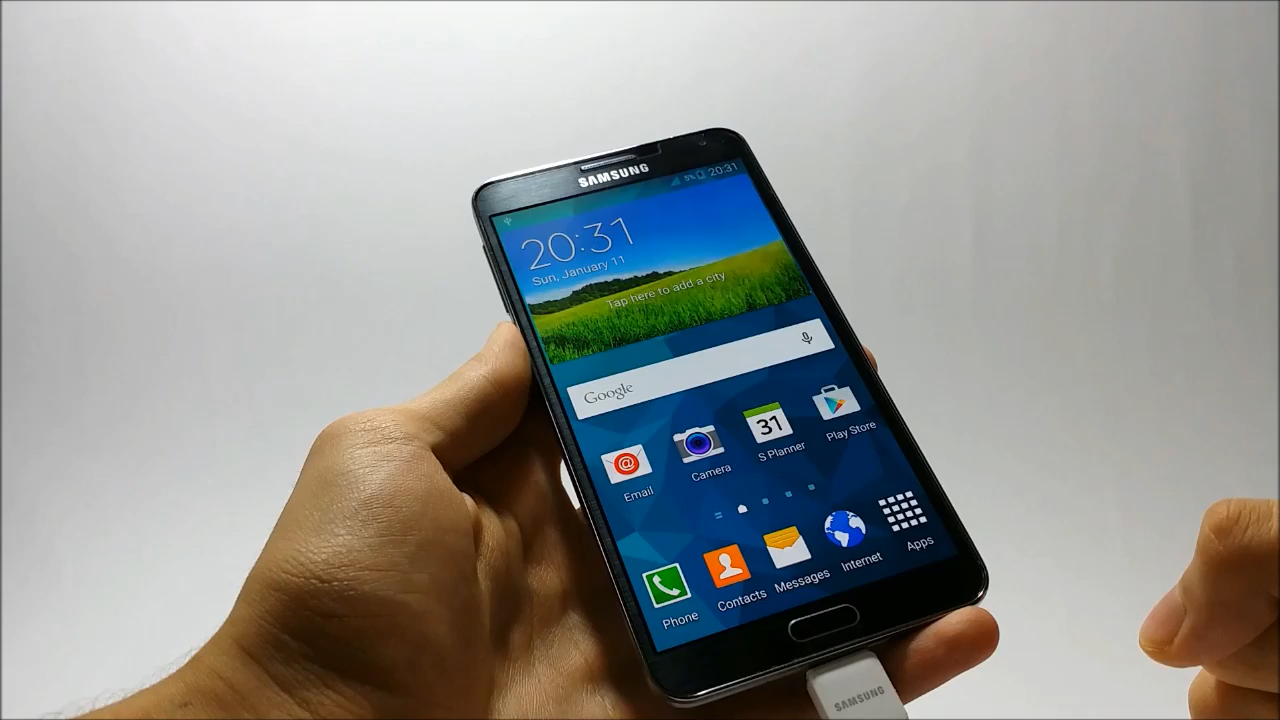 SAMSUNG
5% 20:31
20:31
Sun, January 11
Tap here to add a city
Google
@
31
Email
Camera
S Planner
Play Store
Phone
Contacts
Messages
Internet
Apps
SAMSUNG